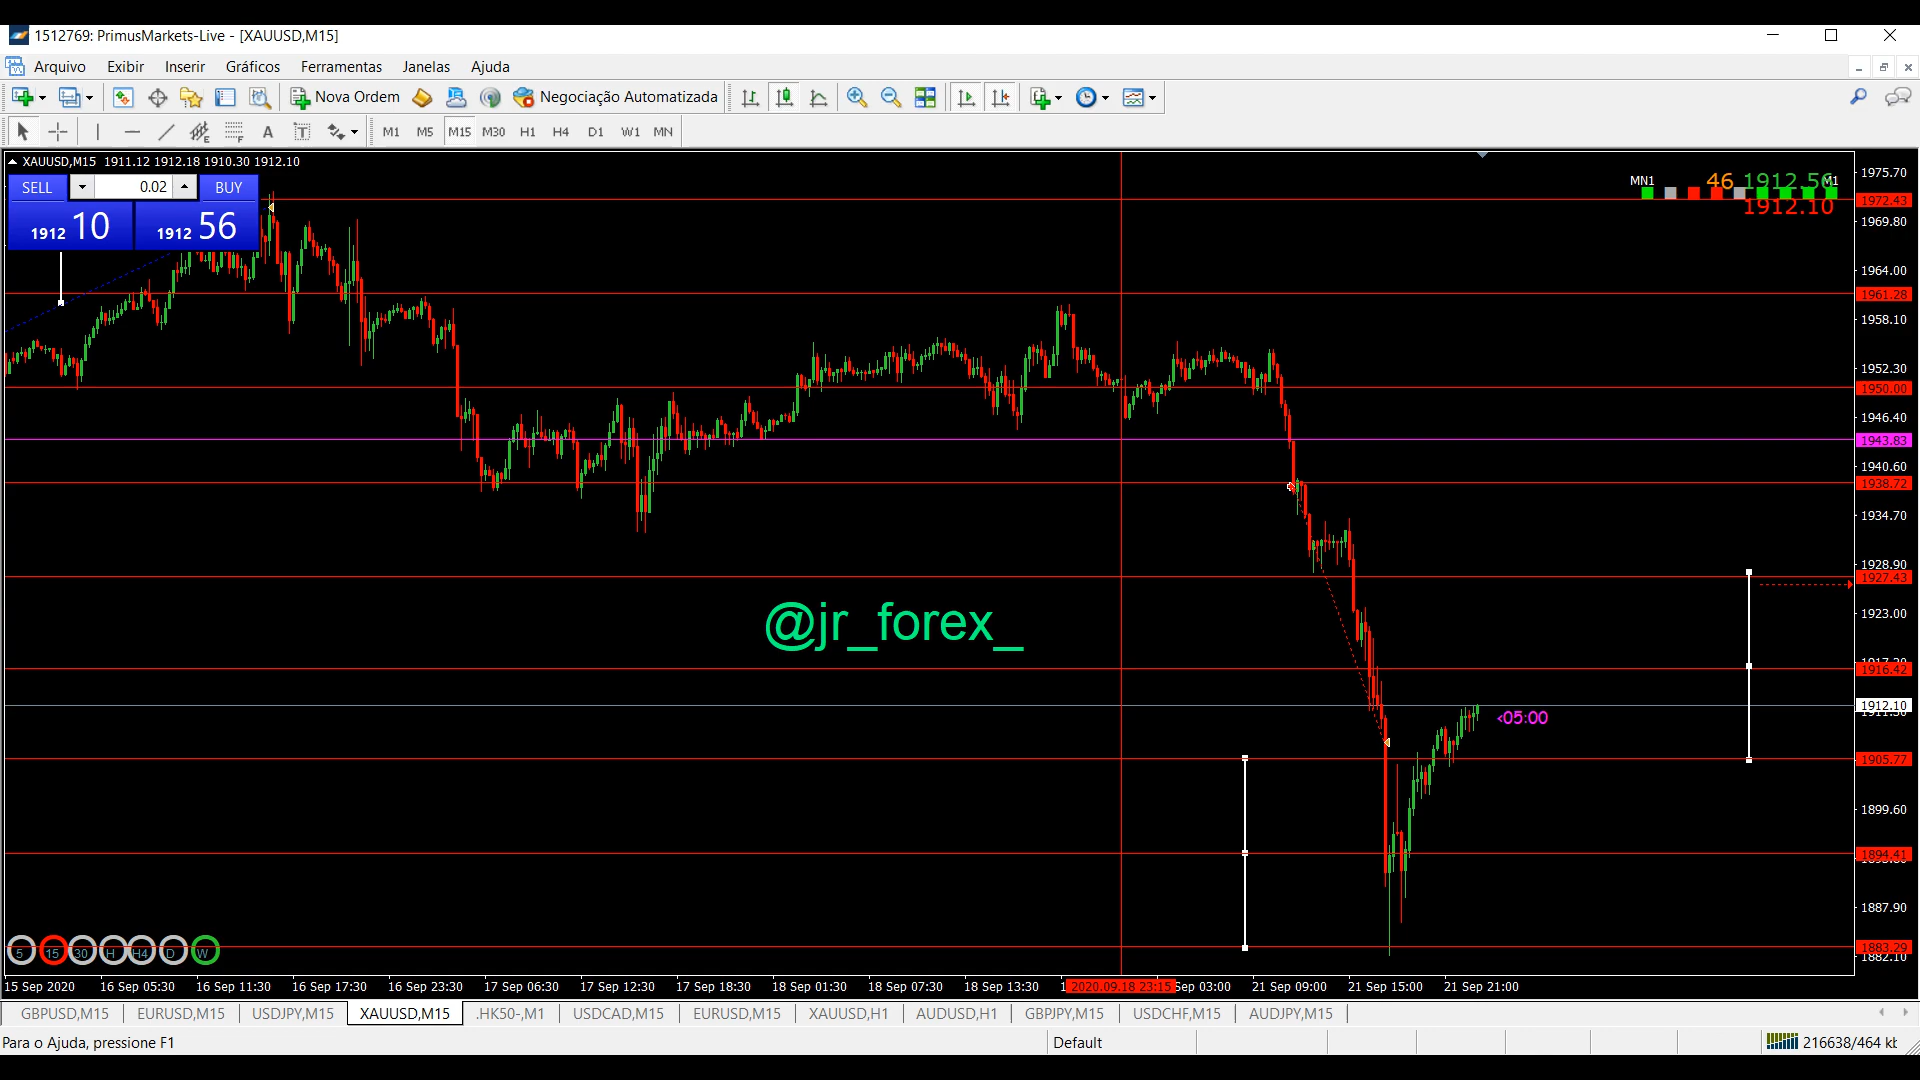 1512769: PrimusMarkets-Live - [XAUUSD,M15]
Arquivo Exibir Inserir Gráficos Ferramentas Janelas Ajuda
Nova Ordem Negociação Automatizada
A T M1 M5 M15 M30 H1 H4 D1 W1 MN
XAUUSD,M15 1911.12 1912.18 1910.30 1912.10
SELL 0.02 BUY
1912 10 1912 56
MN1 46 1912.56 M1
1912.10
1975.70
1972.43
1969.80
1964.00
1961.28
1958.10
1952.30
1950.00
1946.40
1943.83
1940.60
1938.72
1934.70
1928.90
1927.43
1923.00
@jr_forex_
1916.42
1912.10
<05:00
1905.77
1899.60
1894.41
1887.90
1883.29
1882.10
5 15 30 H H4 D W
15 Sep 2020 16 Sep 05:30 16 Sep 11:30 16 Sep 17:30 16 Sep 23:30 17 Sep 06:30 17 Sep 12:30 17 Sep 18:30 18 Sep 01:30 18 Sep 07:30 18 Sep 13:30 2020.09.18 23:15 Sep 03:00 21 Sep 09:00 21 Sep 15:00 21 Sep 21:00
GBPUSD,M15 EURUSD,M15 USDJPY,M15 XAUUSD,M15 .HK50-,M1 USDCAD,M15 EURUSD,M15 XAUUSD,H1 AUDUSD,H1 GBPJPY,M15 USDCHF,M15 AUDJPY,M15
Para o Ajuda, pressione F1 Default 216638/464 kb